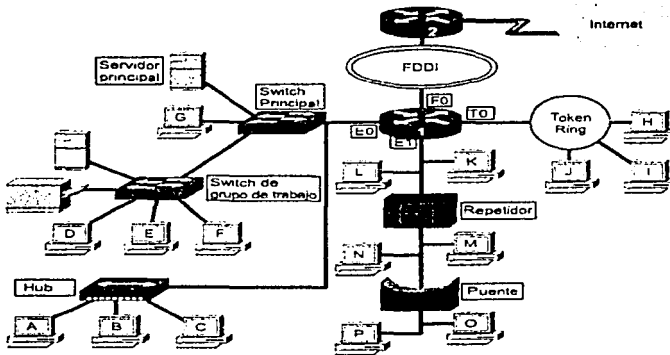 2
Internet
FDDI
Servidor
principal
Switch
Principal
G
F0
E0
1
T0
E1
Token
Ring
H
J
I
L
K
Switch de
grupo de trabajo
D
E
F
Repetidor
N
M
Hub
Puente
A
B
C
P
O